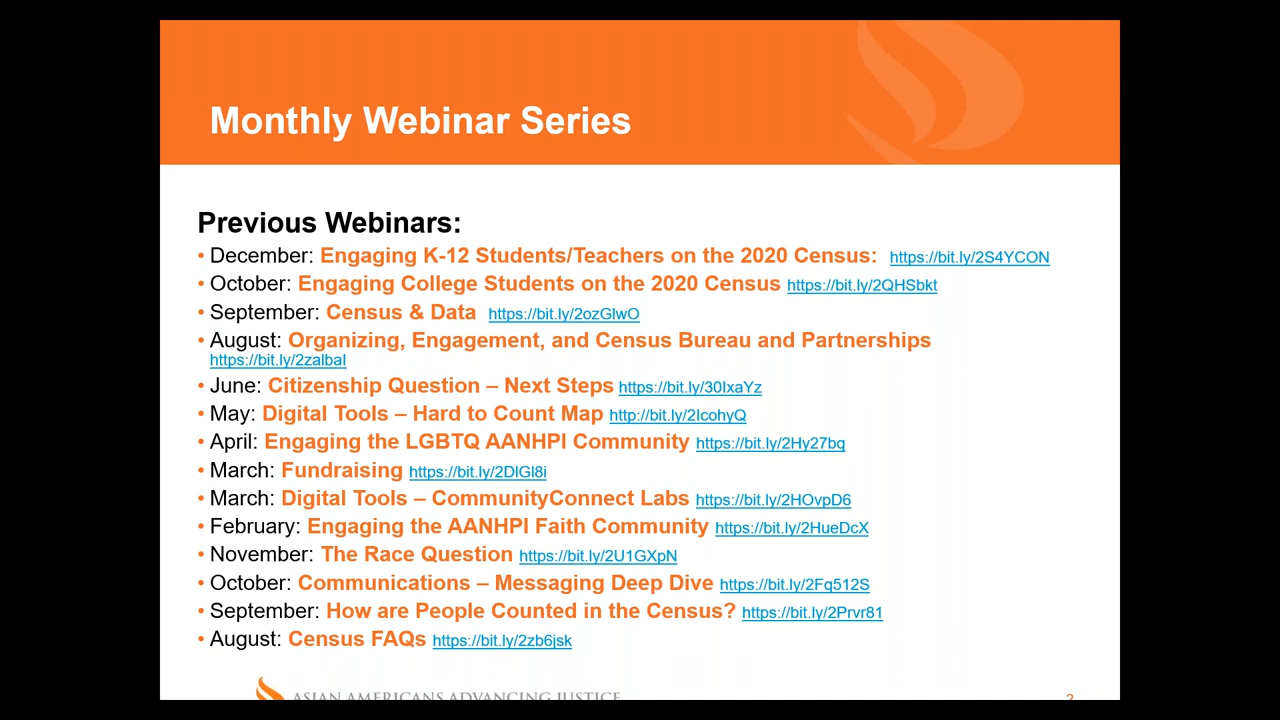 Monthly Webinar Series
Previous Webinars:
• December: Engaging K-12 Students/Teachers on the 2020 Census: https://bit.ly/2S4YCON
• October: Engaging College Students on the 2020 Census https://bit.ly/2QHSbkt
• September: Census & Data https://bit.ly/2ozGlwO
• August: Organizing, Engagement, and Census Bureau and Partnerships
https://bit.ly/2zalbaI
• June: Citizenship Question – Next Steps https://bit.ly/30IxaYz
• May: Digital Tools – Hard to Count Map http://bit.ly/2IcohyQ
• April: Engaging the LGBTQ AANHPI Community https://bit.ly/2Hy27bq
• March: Fundraising https://bit.ly/2DlGl8i
• March: Digital Tools – CommunityConnect Labs https://bit.ly/2HOvpD6
• February: Engaging the AANHPI Faith Community https://bit.ly/2HueDcX
• November: The Race Question https://bit.ly/2U1GXpN
• October: Communications – Messaging Deep Dive https://bit.ly/2Fq512S
• September: How are People Counted in the Census? https://bit.ly/2Prvr81
• August: Census FAQs https://bit.ly/2zb6jsk
ASIAN AMERICANS ADVANCING JUSTICE